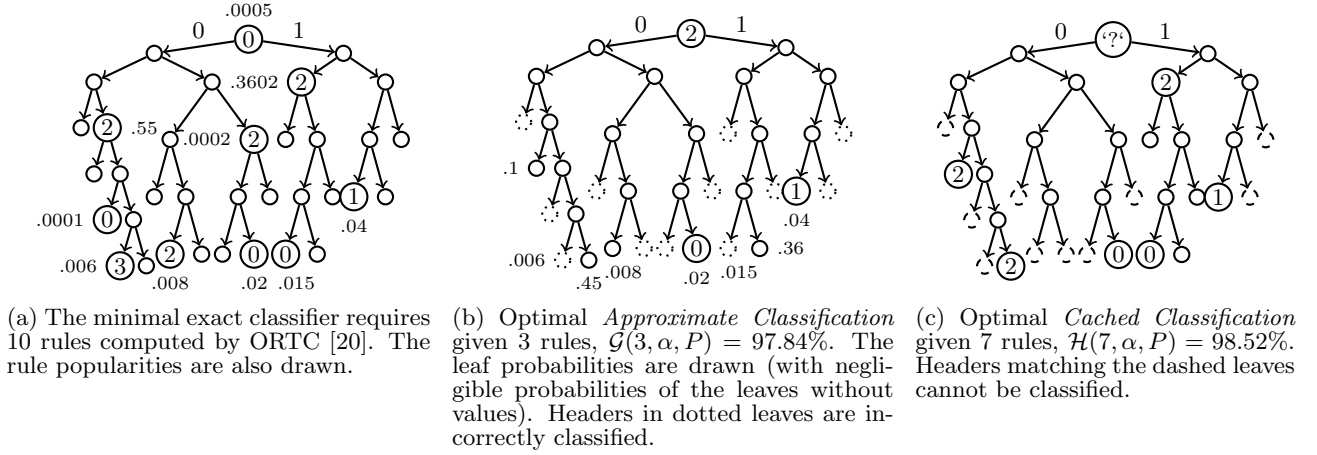 .0005
0 0 1
.3602 2
2 .55 .0002 2
.0001 0 1
.04
.006 3 2 0 0
.008 .02 .015
0 2 1
.1
1
.04
.006 0 .36
.45 .008 .02 .015
0 ‘?‘ 1
2
2
1
2 0 0
(a) The minimal exact classifier requires
10 rules computed by ORTC [20]. The
rule popularities are also drawn.
(b) Optimal Approximate Classification
given 3 rules, G(3, α, P) = 97.84%. The
leaf probabilities are drawn (with negli-
gible probabilities of the leaves without
values). Headers in dotted leaves are in-
correctly classified.
(c) Optimal Cached Classification
given 7 rules, H(7, α, P) = 98.52%.
Headers matching the dashed leaves
cannot be classified.